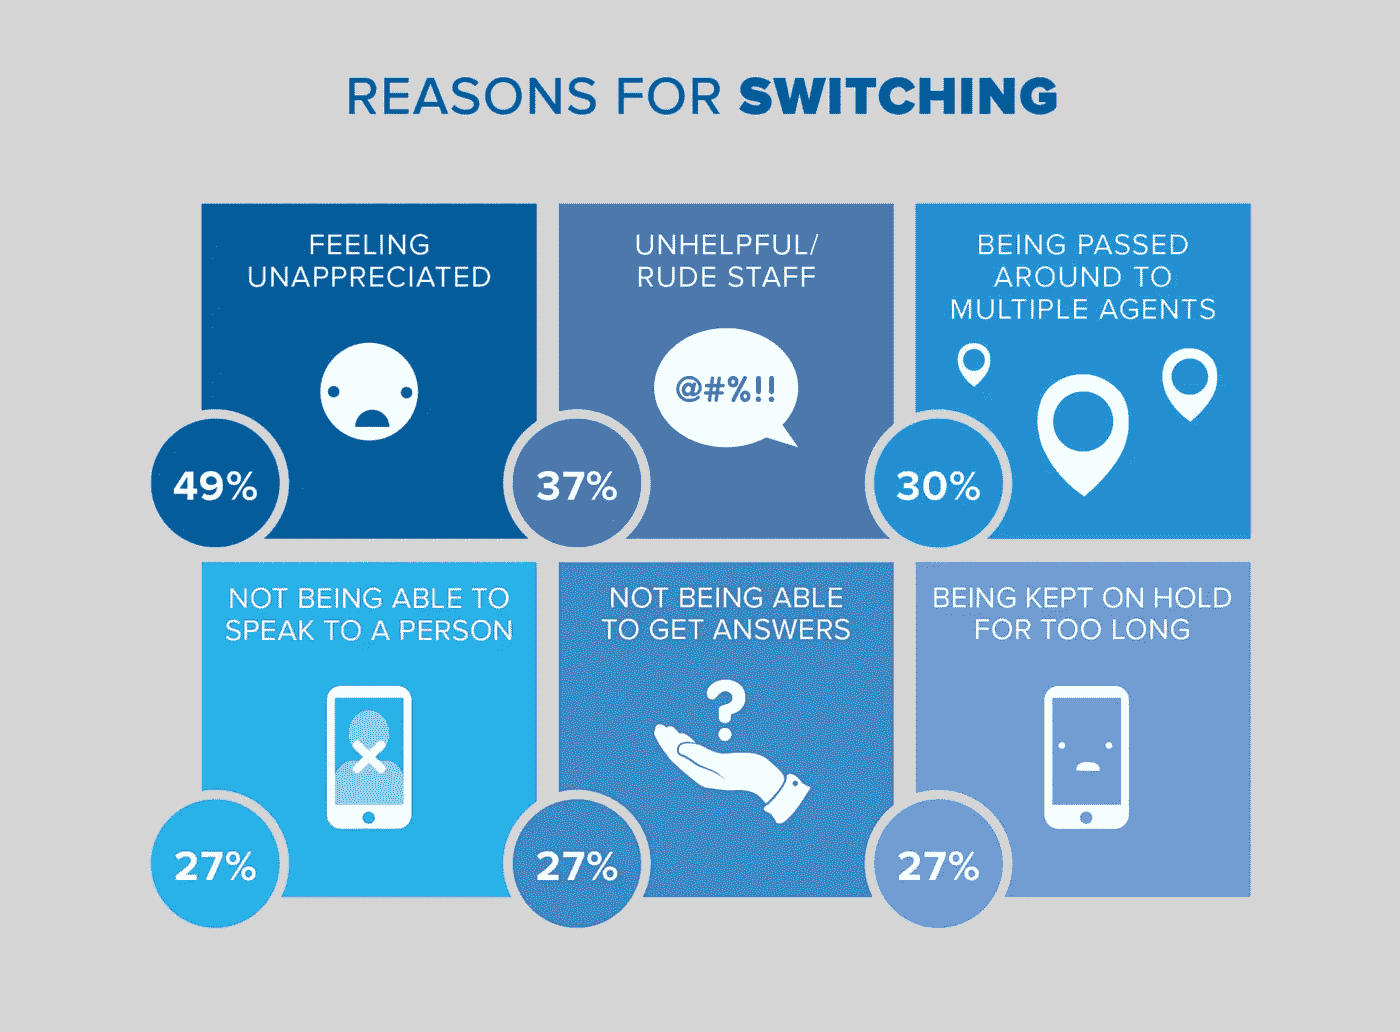 REASONS FOR SWITCHING
FEELING
UNAPPRECIATED
49%
UNHELPFUL/
RUDE STAFF
@#%!!
37%
BEING PASSED
AROUND TO
MULTIPLE AGENTS
30%
NOT BEING ABLE TO
SPEAK TO A PERSON
27%
NOT BEING ABLE
TO GET ANSWERS
?
27%
BEING KEPT ON HOLD
FOR TOO LONG
27%